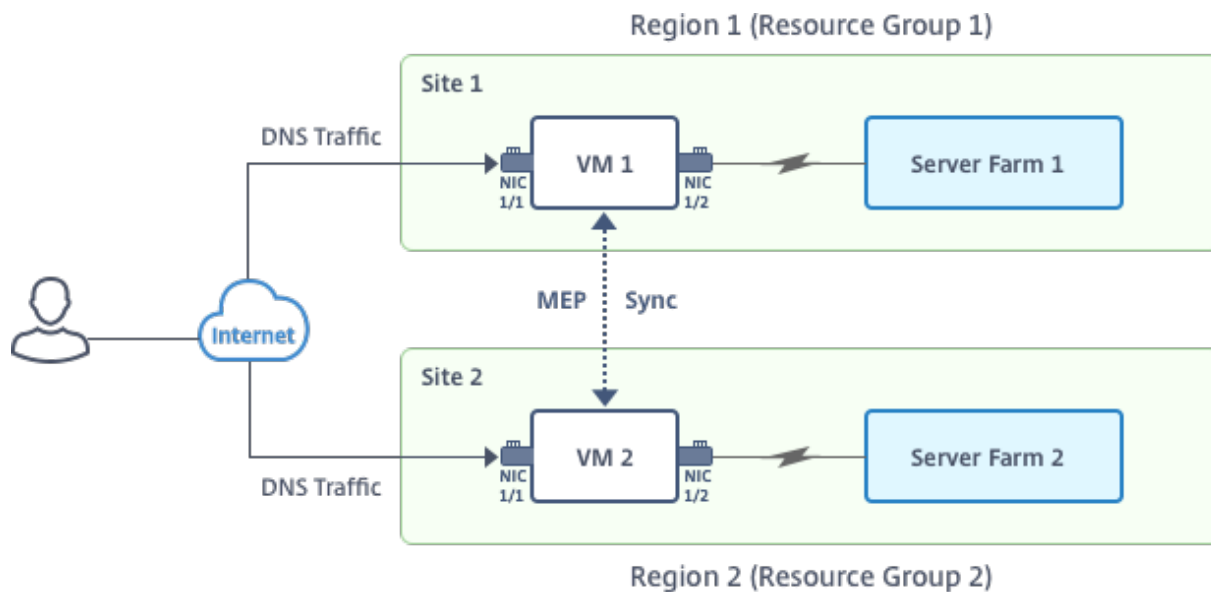 Region 1 (Resource Group 1)
Site 1
DNS Traffic
VM 1
NIC
1/1
NIC
1/2
Server Farm 1
MEP
Sync
Internet
Site 2
VM 2
NIC
1/1
NIC
1/2
Server Farm 2
DNS Traffic
Region 2 (Resource Group 2)